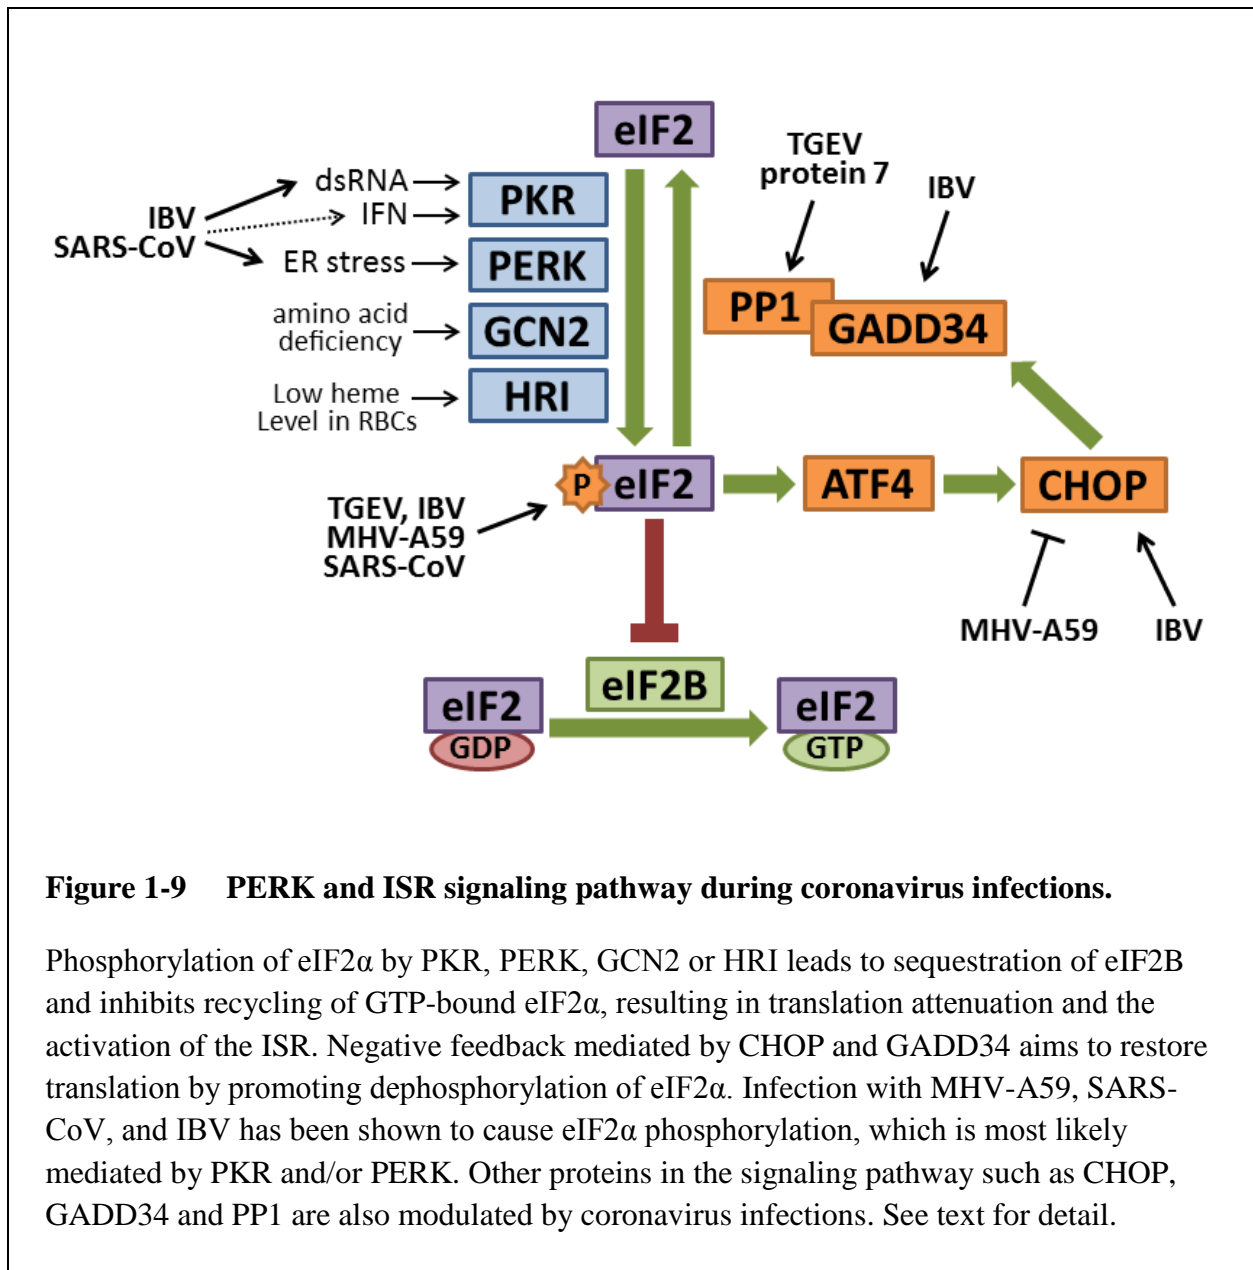 eIF2
TGEV
protein 7
IBV
dsRNA
IFN
PKR
IBV
SARS-CoV
ER stress
PERK
amino acid
deficiency
GCN2
PP1
GADD34
Low heme
Level in RBCs
HRI
P
eIF2
ATF4
CHOP
TGEV, IBV
MHV-A59
SARS-CoV
MHV-A59
IBV
eIF2B
eIF2
GDP
eIF2
GTP
Figure 1-9 PERK and ISR signaling pathway during coronavirus infections.
Phosphorylation of eIF2α by PKR, PERK, GCN2 or HRI leads to sequestration of eIF2B
and inhibits recycling of GTP-bound eIF2α, resulting in translation attenuation and the
activation of the ISR. Negative feedback mediated by CHOP and GADD34 aims to restore
translation by promoting dephosphorylation of eIF2α. Infection with MHV-A59, SARS-
CoV, and IBV has been shown to cause eIF2α phosphorylation, which is most likely
mediated by PKR and/or PERK. Other proteins in the signaling pathway such as CHOP,
GADD34 and PP1 are also modulated by coronavirus infections. See text for detail.